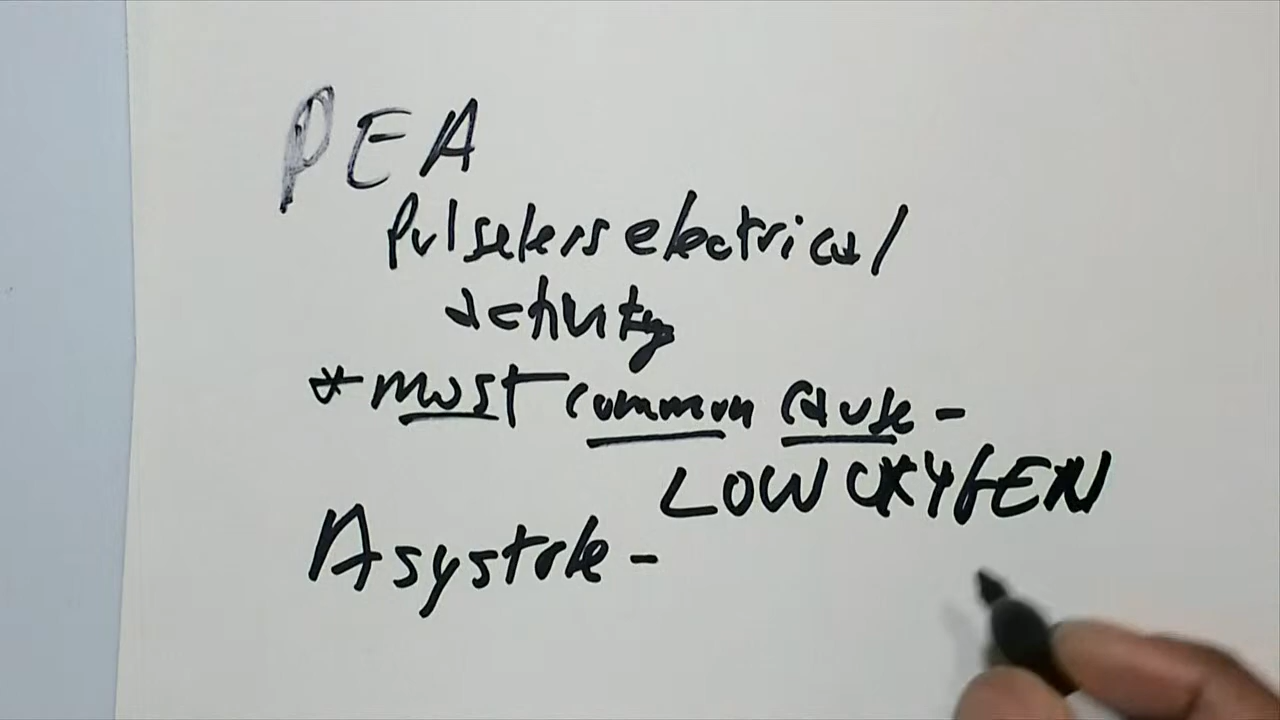 PEA
Pulseless electrical
activity
* most common cause -
LOW OXYGEN
Asystole -